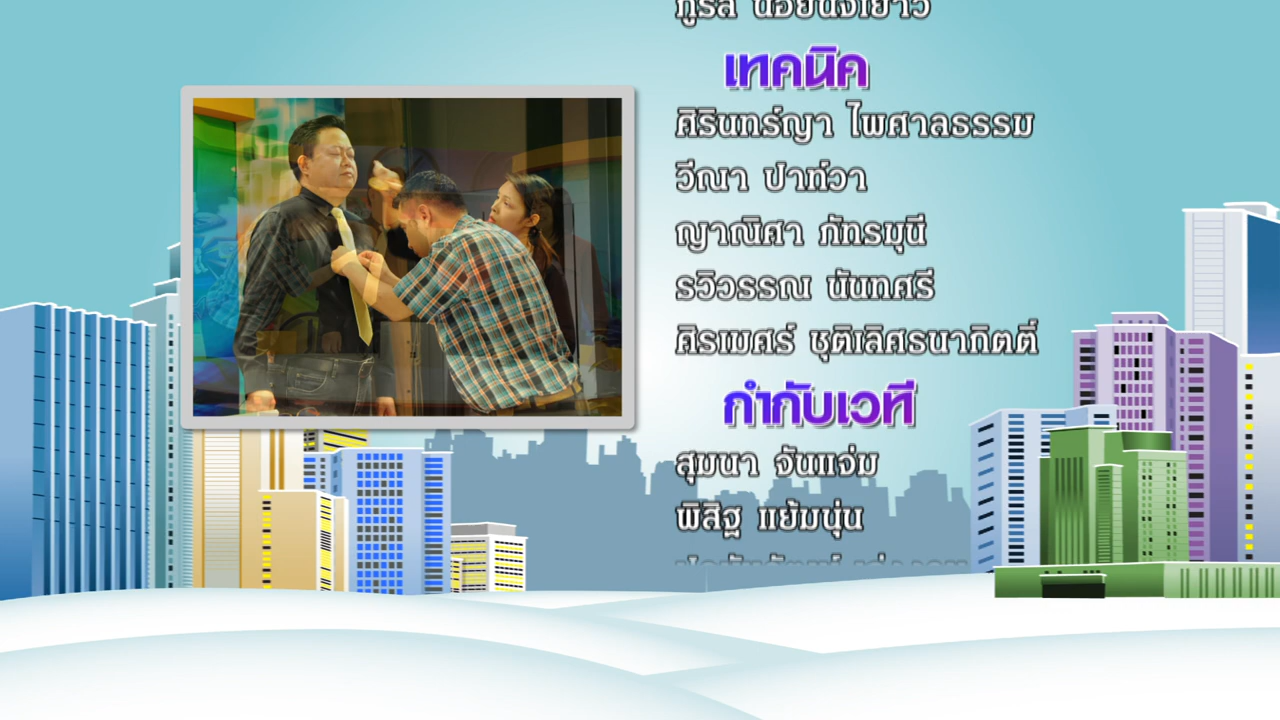 เทคนิค
ศิรินทร์ญา ไพศาลธรรม
วีณา ปาท์วา
ญาณิศา ภัทรมุนี
รวิวรรณ นันทศรี
ศิรเมศร์ ชุติเลิศธนากิตติ์
กำกับเวที
สุมนา จันแจ่ม
พิสิฐ แย้มนุ่น